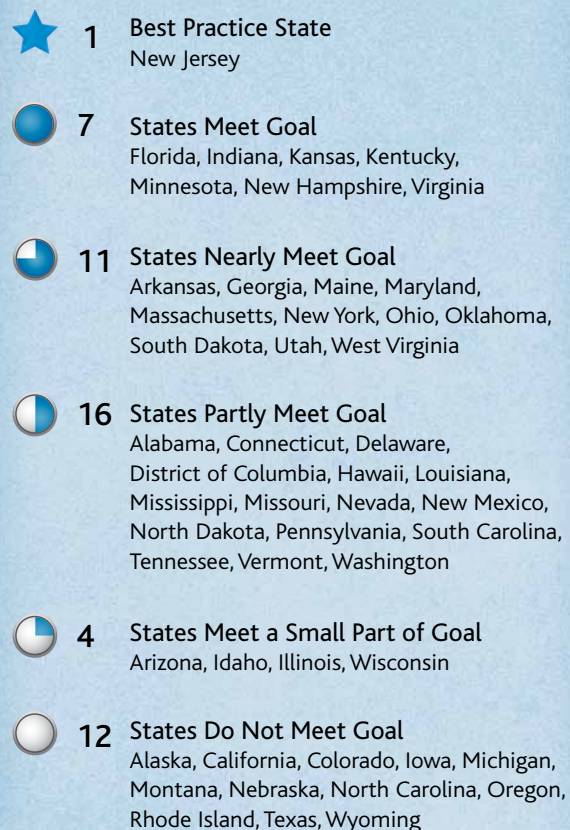 1 Best Practice State
New Jersey
7 States Meet Goal
Florida, Indiana, Kansas, Kentucky,
Minnesota, New Hampshire, Virginia
11 States Nearly Meet Goal
Arkansas, Georgia, Maine, Maryland,
Massachusetts, New York, Ohio, Oklahoma,
South Dakota, Utah, West Virginia
16 States Partly Meet Goal
Alabama, Connecticut, Delaware,
District of Columbia, Hawaii, Louisiana,
Mississippi, Missouri, Nevada, New Mexico,
North Dakota, Pennsylvania, South Carolina,
Tennessee, Vermont, Washington
4 States Meet a Small Part of Goal
Arizona, Idaho, Illinois, Wisconsin
12 States Do Not Meet Goal
Alaska, California, Colorado, Iowa, Michigan,
Montana, Nebraska, North Carolina, Oregon,
Rhode Island, Texas, Wyoming